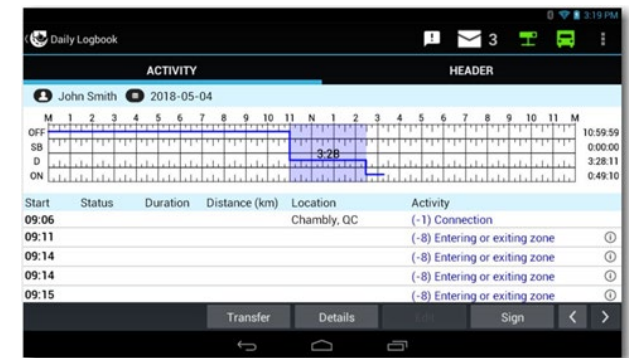 3:19 PM
Daily Logbook
3
ACTIVITY HEADER
John Smith 2018-05-04
M 1 2 3 4 5 6 7 8 9 10 11 N 1 2 3 4 5 6 7 8 9 10 11 M
OFF 10:59:59
SB 0:00:00
3:28
D 3:28:11
ON 0:49:10
Start Status Duration Distance (km) Location Activity
09:06 Chambly, QC (-1) Connection
09:11 (-8) Entering or exiting zone
09:14 (-8) Entering or exiting zone
09:14 (-8) Entering or exiting zone
09:15 (-8) Entering or exiting zone
Transfer Details Edit Sign